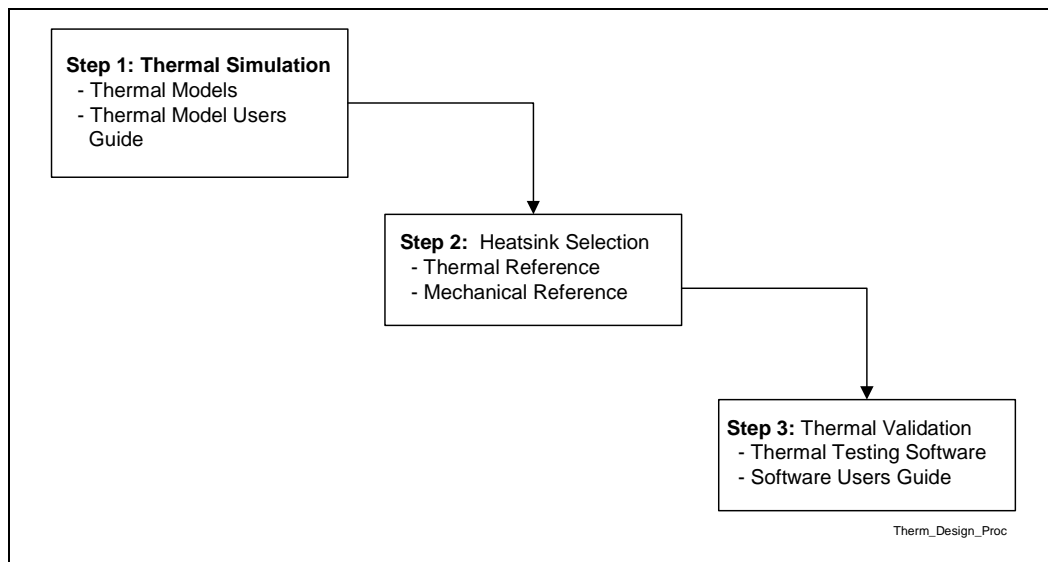 Step 1: Thermal Simulation
- Thermal Models
- Thermal Model Users
Guide
Step 2: Heatsink Selection
- Thermal Reference
- Mechanical Reference
Step 3: Thermal Validation
- Thermal Testing Software
- Software Users Guide
Therm_Design_Proc